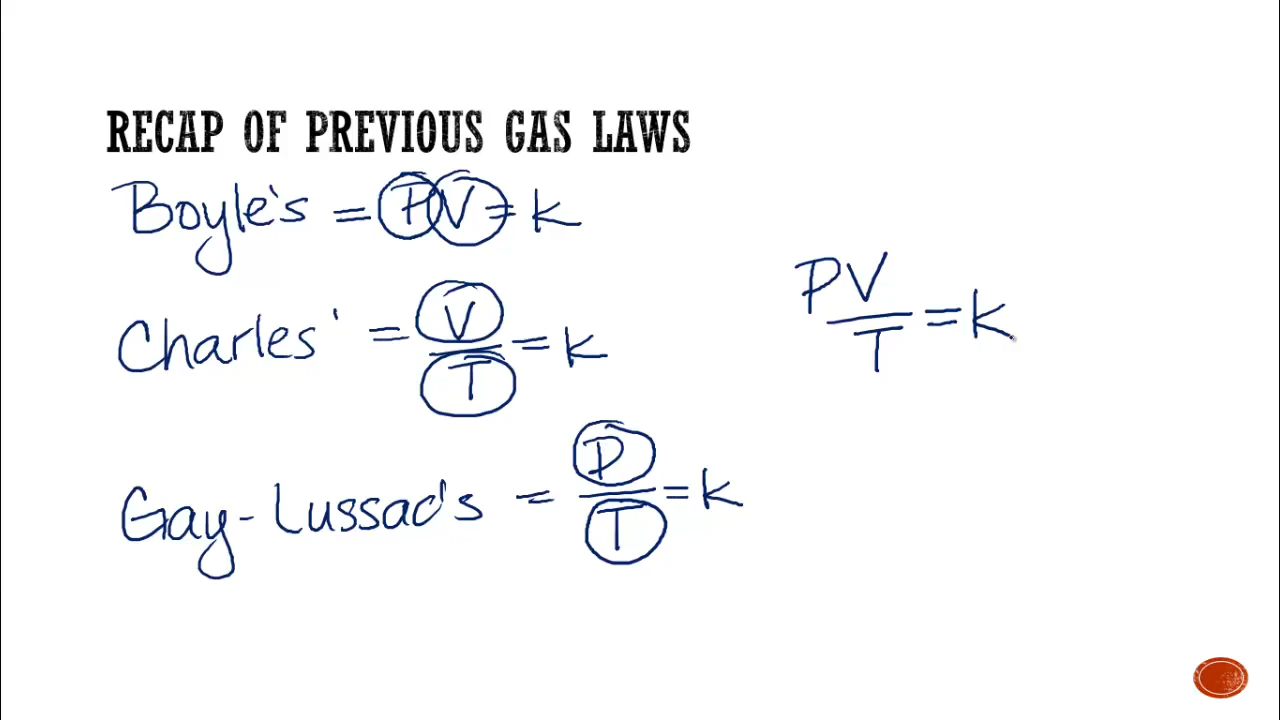 RECAP OF PREVIOUS GAS LAWS
Boyle's = PV = k
Charles' = V/T = k
Gay-Lussac's = P/T = k
PV/T = k